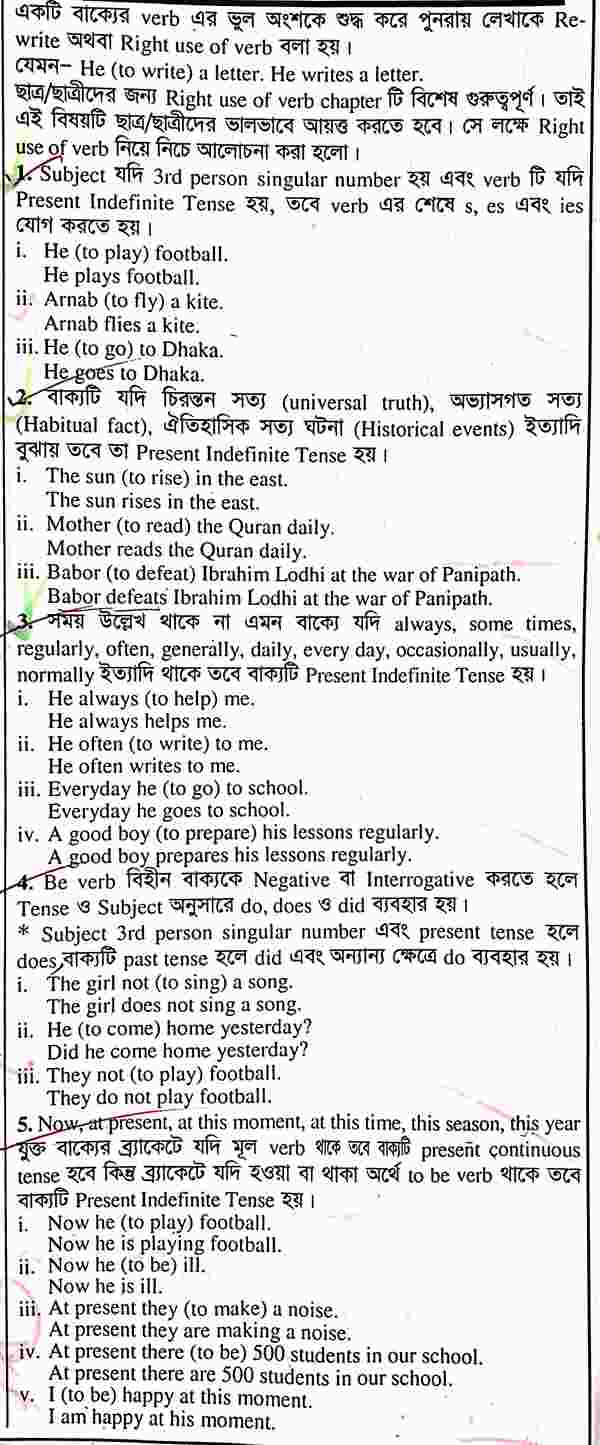 একটি বাক্যের verb এর ভুল অংশকে শুদ্ধ করে পুনরায় লেখাকে Re-
write অথবা Right use of verb বলা হয়।
যেমন– He (to write) a letter. He writes a letter.
ছাত্র/ছাত্রীদের জন্য Right use of verb chapter টি বিশেষ গুরুত্বপূর্ণ। তাই
এই বিষয়টি ছাত্র/ছাত্রীদের ভালভাবে আয়ত্ত করতে হবে। সে লক্ষে Right
use of verb নিয়ে নিচে আলোচনা করা হলো।
1. Subject যদি 3rd person singular number হয় এবং verb টি যদি
Present Indefinite Tense হয়, তবে verb এর শেষে s, es এবং ies
যোগ করতে হয়।
i. He (to play) football.
He plays football.
ii. Arnab (to fly) a kite.
Arnab flies a kite.
iii. He (to go) to Dhaka.
He goes to Dhaka.
2. বাক্যটি যদি চিরন্তন সত্য (universal truth), অভ্যাসগত সত্য
(Habitual fact), ঐতিহাসিক সত্য ঘটনা (Historical events) ইত্যাদি
বুঝায় তবে তা Present Indefinite Tense হয়।
i. The sun (to rise) in the east.
The sun rises in the east.
ii. Mother (to read) the Quran daily.
Mother reads the Quran daily.
iii. Babor (to defeat) Ibrahim Lodhi at the war of Panipath.
Babor defeats Ibrahim Lodhi at the war of Panipath.
3. সময় উল্লেখ থাকে না এমন বাক্যে যদি always, some times,
regularly, often, generally, daily, every day, occasionally, usually,
normally ইত্যাদি থাকে তবে বাক্যটি Present Indefinite Tense হয়।
i. He always (to help) me.
He always helps me.
ii. He often (to write) to me.
He often writes to me.
iii. Everyday he (to go) to school.
Everyday he goes to school.
iv. A good boy (to prepare) his lessons regularly.
A good boy prepares his lessons regularly.
4. Be verb বিহীন বাক্যকে Negative বা Interrogative করতে হলে
Tense ও Subject অনুসারে do, does ও did ব্যবহার হয়।
* Subject 3rd person singular number এবং present tense হলে
does, বাক্যটি past tense হলে did এবং অন্যান্য ক্ষেত্রে do ব্যবহার হয়।
i. The girl not (to sing) a song.
The girl does not sing a song.
ii. He (to come) home yesterday?
Did he come home yesterday?
iii. They not (to play) football.
They do not play football.
5. Now, at present, at this moment, at this time, this season, this year
যুক্ত বাক্যের ব্র্যাকেটে যদি মূল verb থাকে তবে বাক্যটি present continuous
tense হবে কিন্তু ব্র্যাকেটে যদি হওয়া বা থাকা অর্থে to be verb থাকে তবে
বাক্যটি Present Indefinite Tense হয়।
i. Now he (to play) football.
Now he is playing football.
ii. Now he (to be) ill.
Now he is ill.
iii. At present they (to make) a noise.
At present they are making a noise.
iv. At present there (to be) 500 students in our school.
At present there are 500 students in our school.
v. I (to be) happy at this moment.
I am happy at his moment.